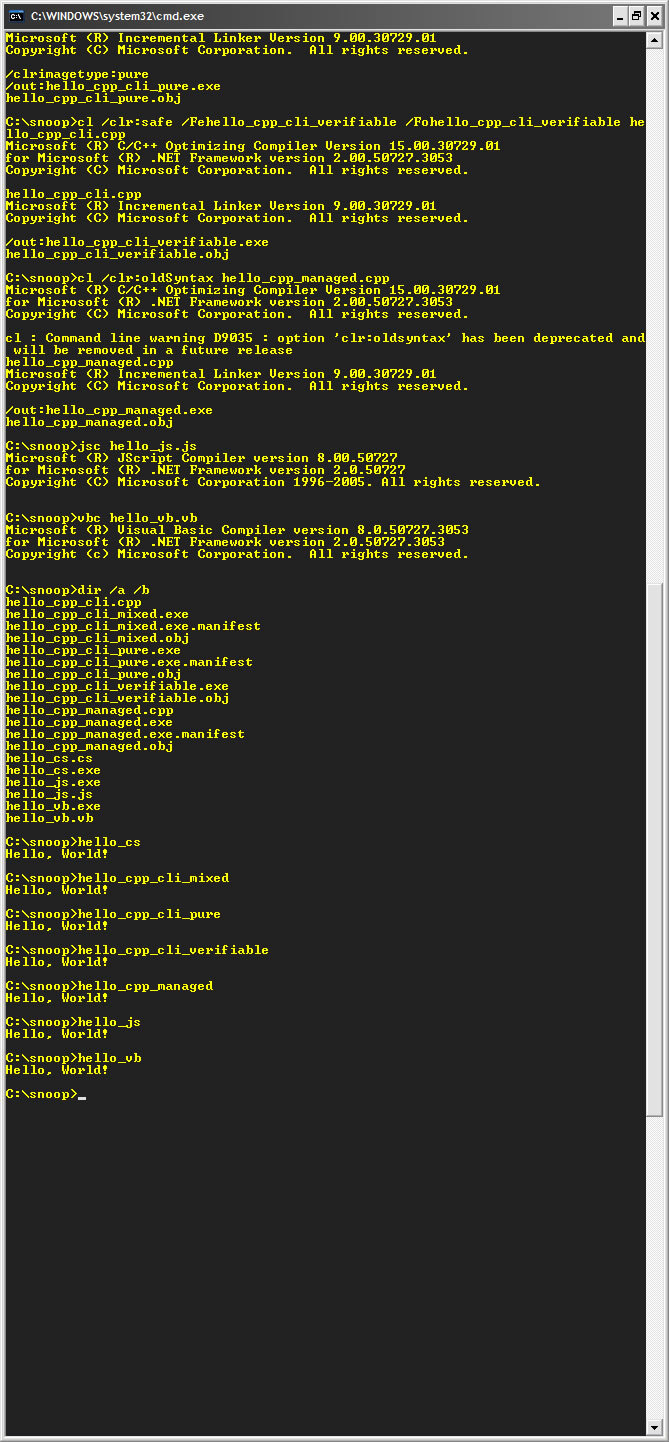 C:\WINDOWS\system32\cmd.exe
Microsoft (R) Incremental Linker Version 9.00.30729.01
Copyright (C) Microsoft Corporation.  All rights reserved.
/clrimagetype:pure
/out:hello_cpp_cli_pure.exe
hello_cpp_cli_pure.obj
C:\snoop>cl /clr:safe /Fehello_cpp_cli_verifiable /Fohello_cpp_cli_verifiable he
llo_cpp_cli.cpp
Microsoft (R) C/C++ Optimizing Compiler Version 15.00.30729.01
for Microsoft (R) .NET Framework version 2.00.50727.3053
Copyright (C) Microsoft Corporation.  All rights reserved.
hello_cpp_cli.cpp
Microsoft (R) Incremental Linker Version 9.00.30729.01
Copyright (C) Microsoft Corporation.  All rights reserved.
/out:hello_cpp_cli_verifiable.exe
hello_cpp_cli_verifiable.obj
C:\snoop>cl /clr:oldSyntax hello_cpp_managed.cpp
Microsoft (R) C/C++ Optimizing Compiler Version 15.00.30729.01
for Microsoft (R) .NET Framework version 2.00.50727.3053
Copyright (C) Microsoft Corporation.  All rights reserved.
cl : Command line warning D9035 : option 'clr:oldsyntax' has been deprecated and
 will be removed in a future release
hello_cpp_managed.cpp
Microsoft (R) Incremental Linker Version 9.00.30729.01
Copyright (C) Microsoft Corporation.  All rights reserved.
/out:hello_cpp_managed.exe
hello_cpp_managed.obj
C:\snoop>jsc hello_js.js
Microsoft (R) JScript Compiler version 8.00.50727
for Microsoft (R) .NET Framework version 2.0.50727
Copyright (C) Microsoft Corporation 1996-2005. All rights reserved.
C:\snoop>vbc hello_vb.vb
Microsoft (R) Visual Basic Compiler version 8.0.50727.3053
for Microsoft (R) .NET Framework version 2.0.50727.3053
Copyright (c) Microsoft Corporation.  All rights reserved.
C:\snoop>dir /a /b
hello_cpp_cli.cpp
hello_cpp_cli_mixed.exe
hello_cpp_cli_mixed.exe.manifest
hello_cpp_cli_mixed.obj
hello_cpp_cli_pure.exe
hello_cpp_cli_pure.exe.manifest
hello_cpp_cli_pure.obj
hello_cpp_cli_verifiable.exe
hello_cpp_cli_verifiable.obj
hello_cpp_managed.cpp
hello_cpp_managed.exe
hello_cpp_managed.exe.manifest
hello_cpp_managed.obj
hello_cs.cs
hello_cs.exe
hello_js.exe
hello_js.js
hello_vb.exe
hello_vb.vb
C:\snoop>hello_cs
Hello, World!
C:\snoop>hello_cpp_cli_mixed
Hello, World!
C:\snoop>hello_cpp_cli_pure
Hello, World!
C:\snoop>hello_cpp_cli_verifiable
Hello, World!
C:\snoop>hello_cpp_managed
Hello, World!
C:\snoop>hello_js
Hello, World!
C:\snoop>hello_vb
Hello, World!
C:\snoop>_